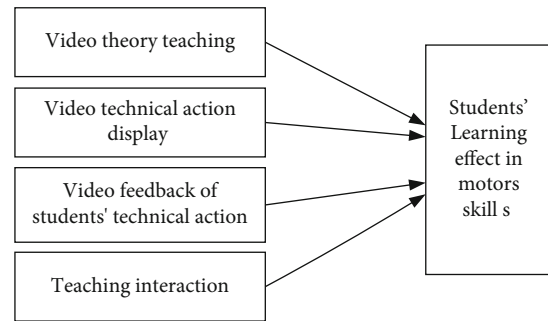 Video theory teaching
Video technical action
display
Video feedback of
students' technical action
Teaching interaction
Students’
Learning
effect in
motors
skill s